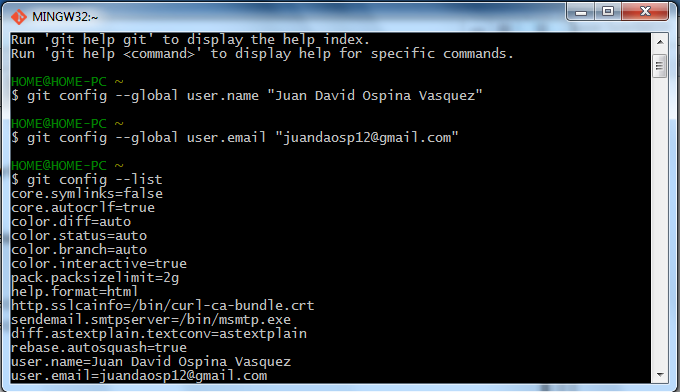 MINGW32:~
Run 'git help git' to display the help index.
Run 'git help <command>' to display help for specific commands.
HOME@HOME-PC ~
$ git config --global user.name "Juan David Ospina Vasquez"
HOME@HOME-PC ~
$ git config --global user.email "juandaosp12@gmail.com"
HOME@HOME-PC ~
$ git config --list
core.symlinks=false
core.autocrlf=true
color.diff=auto
color.status=auto
color.branch=auto
color.interactive=true
pack.packsizelimit=2g
help.format=html
http.sslcainfo=/bin/curl-ca-bundle.crt
sendemail.smtpserver=/bin/msmtp.exe
diff.astextplain.textconv=astextplain
rebase.autosquash=true
user.name=Juan David Ospina Vasquez
user.email=juandaosp12@gmail.com